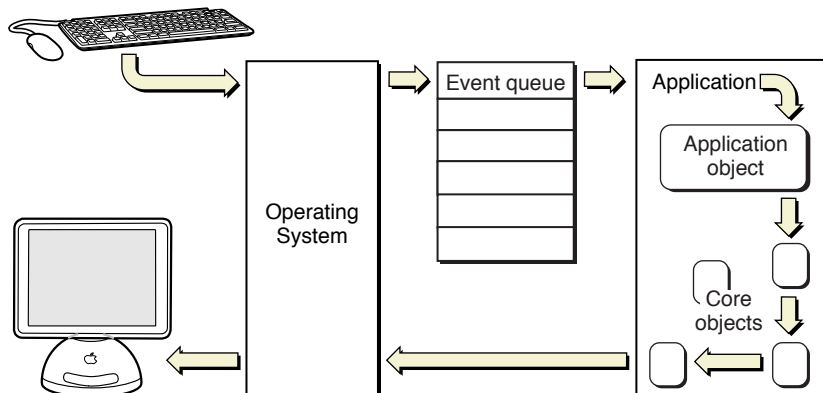 Event queue
Application
Application
object
Operating
System
Core
objects